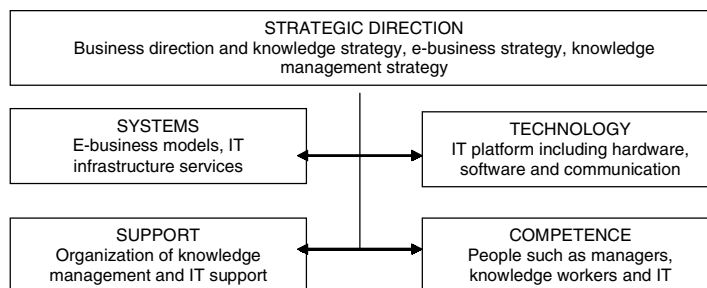 STRATEGIC DIRECTION
Business direction and knowledge strategy, e-business strategy, knowledge
management strategy
SYSTEMS
E-business models, IT
infrastructure services
TECHNOLOGY
IT platform including hardware,
software and communication
SUPPORT
Organization of knowledge
management and IT support
COMPETENCE
People such as managers,
knowledge workers and IT